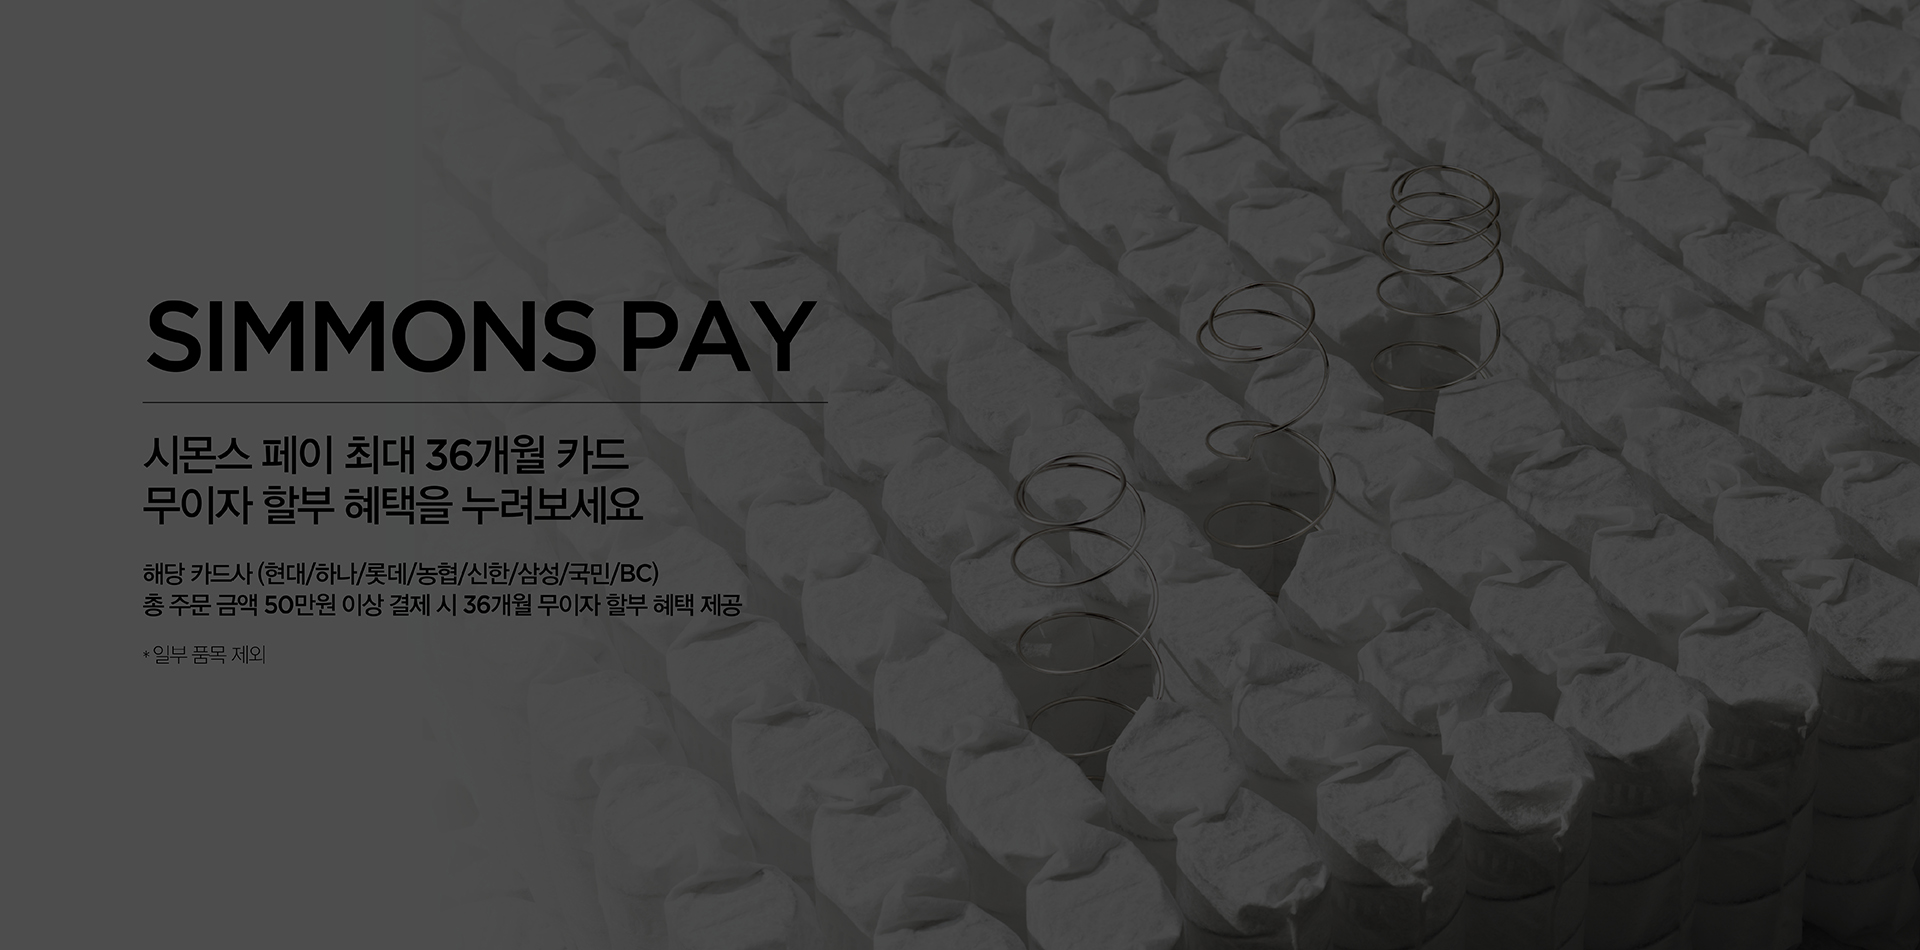 SIMMONS PAY
시몬스 페이 최대 36개월 카드
무이자 할부 혜택을 누려보세요
해당 카드사 (현대/하나/롯데/농협/신한/삼성/국민/BC)
총 주문 금액 50만원 이상 결제 시 36개월 무이자 할부 혜택 제공
* 일부 품목 제외